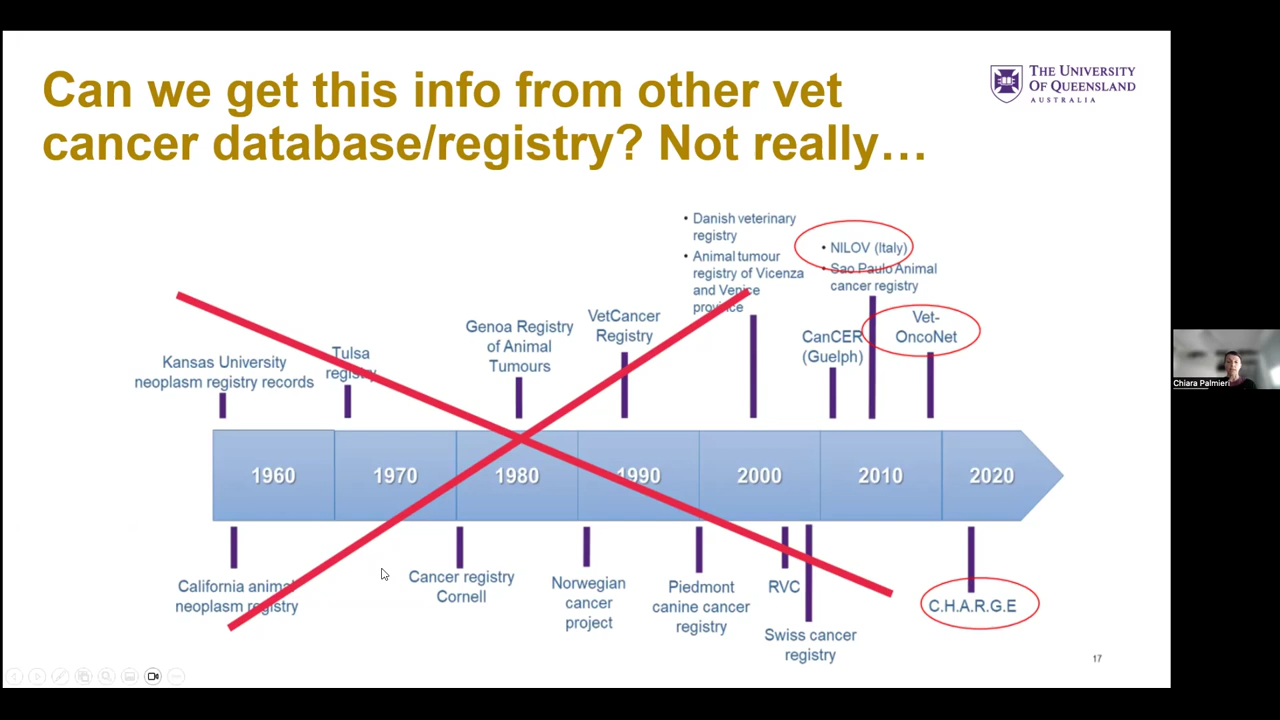 Can we get this info from other vet
cancer database/registry? Not really…
THE UNIVERSITY
OF QUEENSLAND
AUSTRALIA
• Danish veterinary
registry
• Animal tumour
registry of Vicenza
and Venice
province
• NILOV (Italy)
• Sao Paulo Animal
cancer registry
Kansas University
neoplasm registry records
Tulsa
registry
Genoa Registry
of Animal
Tumours
VetCancer
Registry
CanCER
(Guelph)
Vet-
OncoNet
1960
1970
1980
1990
2000
2010
2020
California animal
neoplasm registry
Cancer registry
Cornell
Norwegian
cancer
project
Piedmont
canine cancer
registry
RVC
Swiss cancer
registry
C.H.A.R.G.E
17
Chiara Palmieri